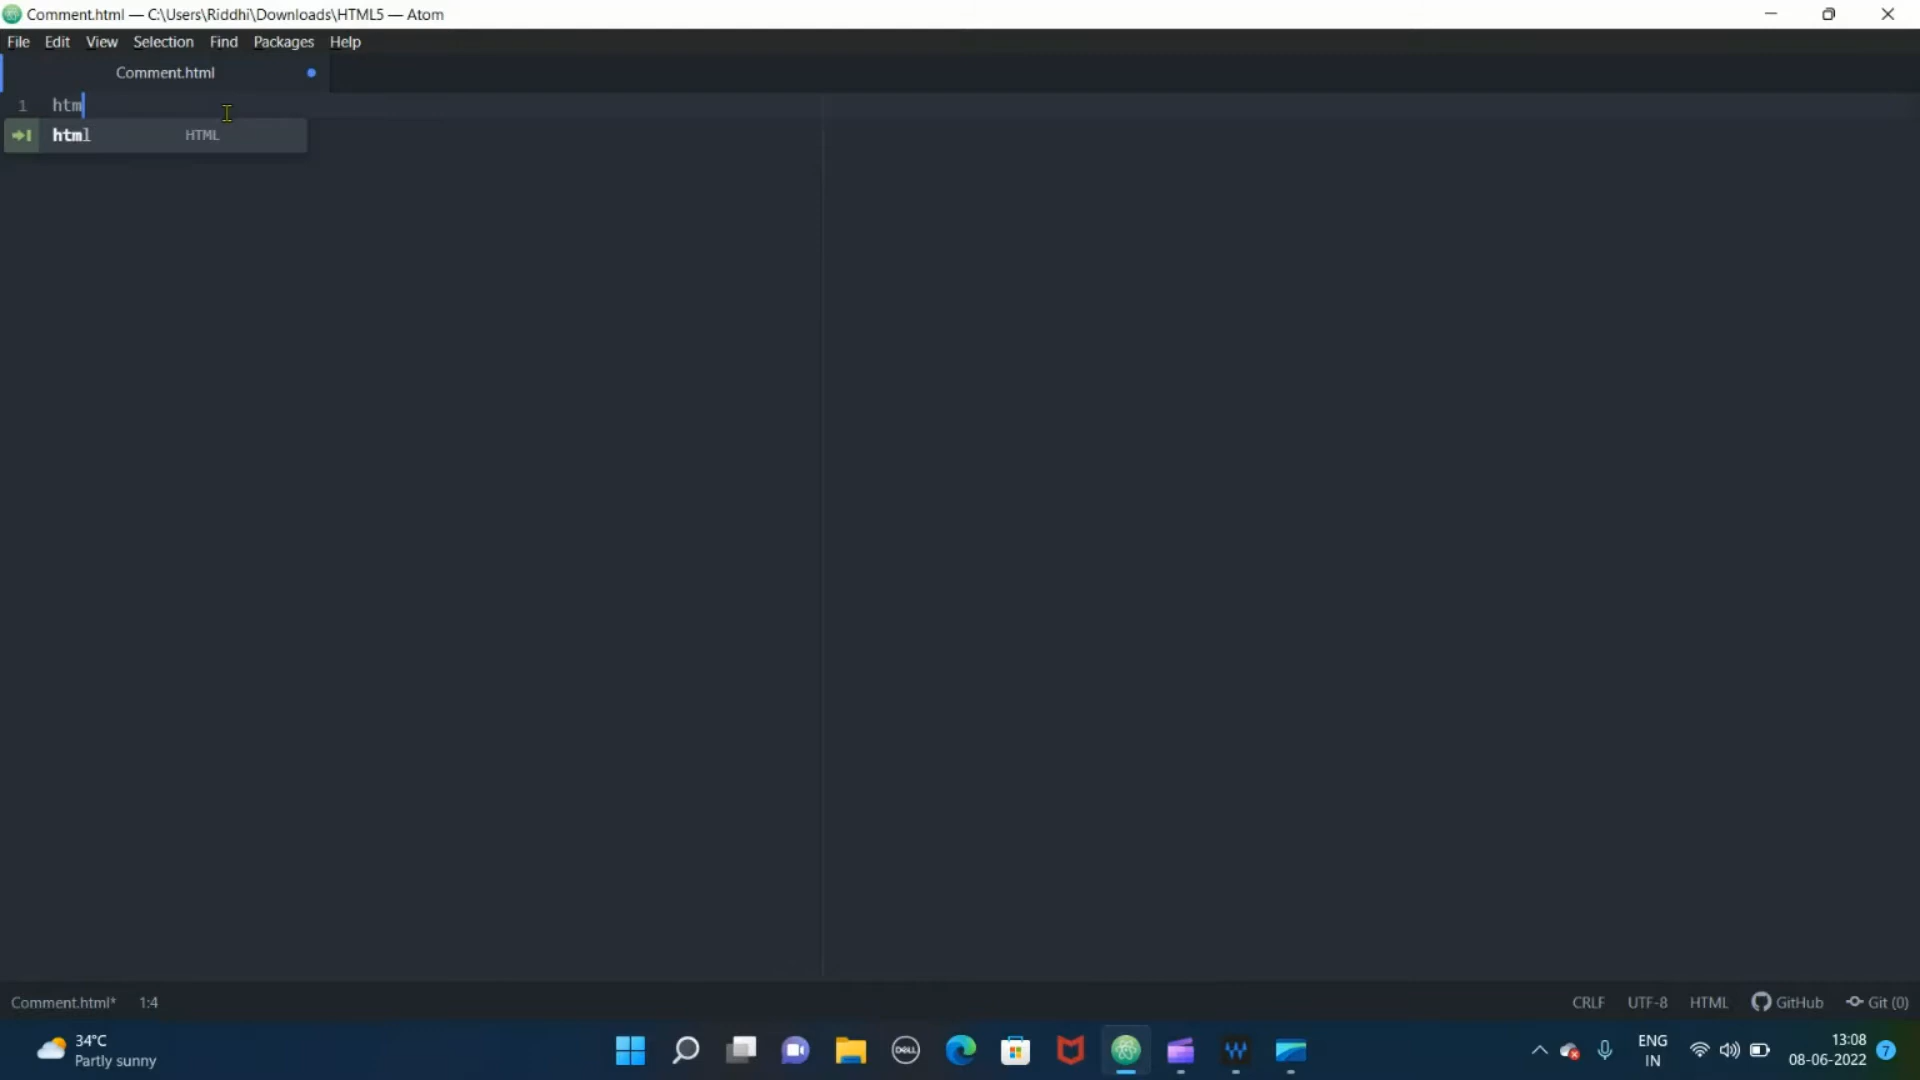 Comment.html — C:\Users\Riddhi\Downloads\HTML5 — Atom
File Edit View Selection Find Packages Help
Comment.html
1 htm
html HTML
Comment.html* 1:4 CRLF UTF-8 HTML GitHub Git (0)
34°C
Partly sunny
DELL
ENG
IN
13:08
08-06-2022
7